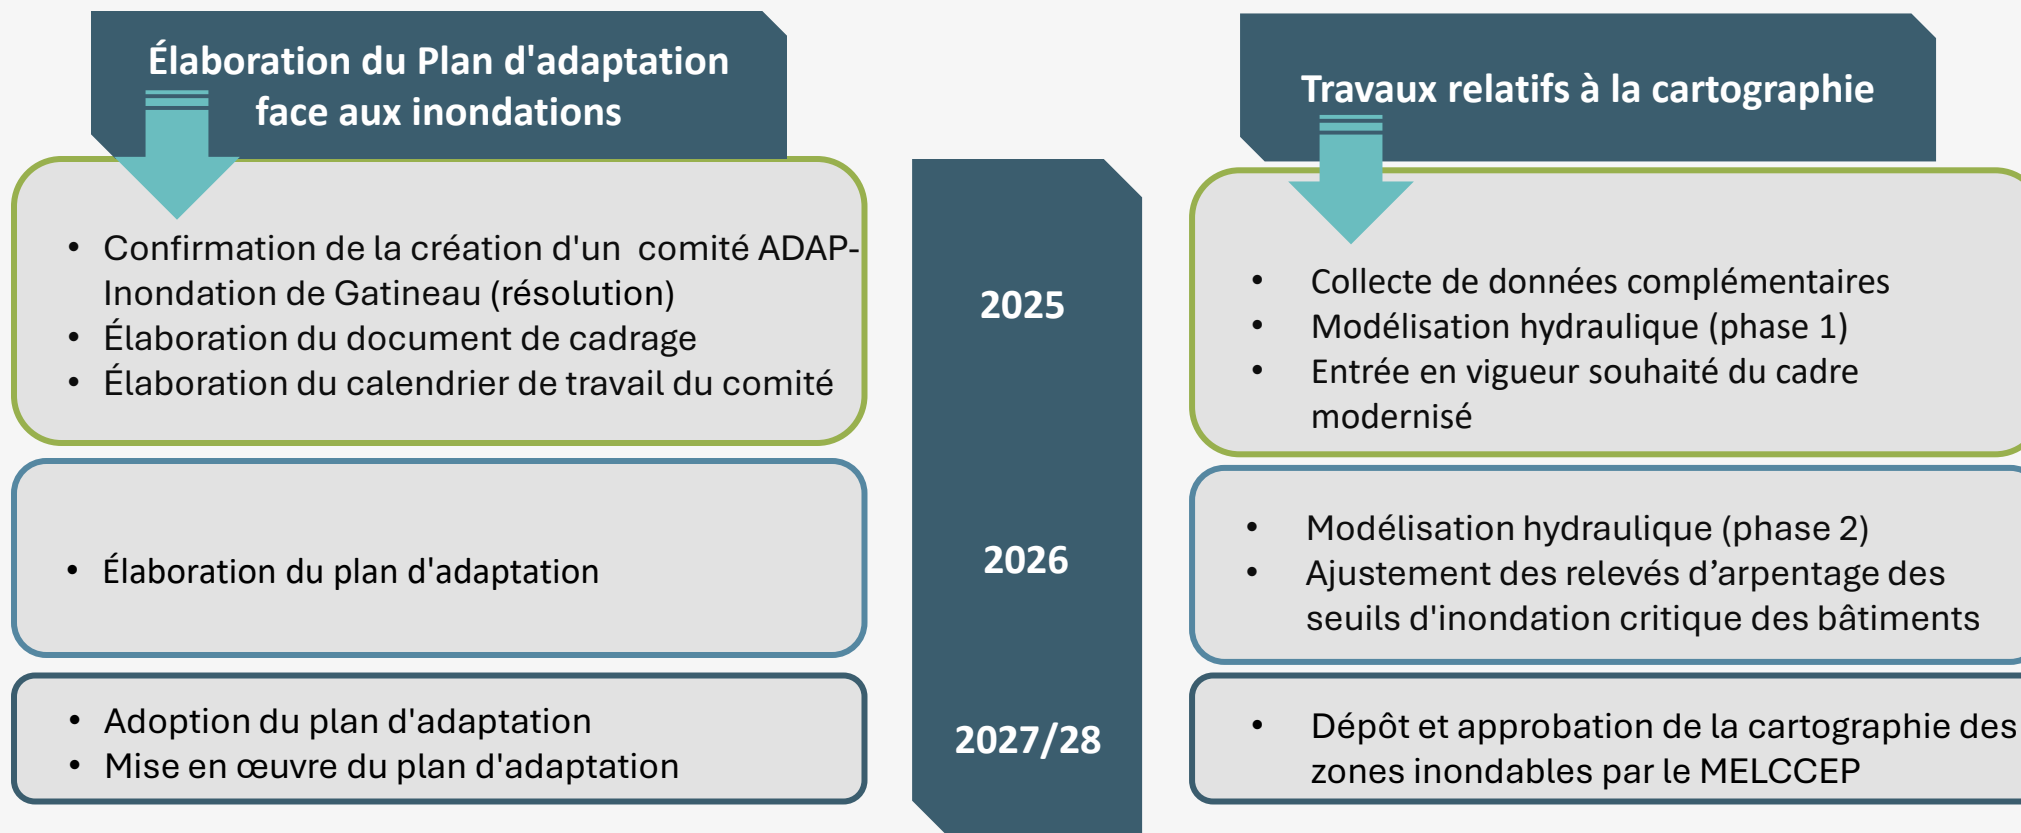 Élaboration du Plan d'adaptation
face aux inondations
• Confirmation de la création d'un  comité ADAP-
Inondation de Gatineau (résolution)
• Élaboration du document de cadrage
• Élaboration du calendrier de travail du comité
• Élaboration du plan d'adaptation
• Adoption du plan d'adaptation
• Mise en œuvre du plan d'adaptation
2025
2026
2027/28
Travaux relatifs à la cartographie
• Collecte de données complémentaires
• Modélisation hydraulique (phase 1)
• Entrée en vigueur souhaité du cadre
modernisé
• Modélisation hydraulique (phase 2)
• Ajustement des relevés d’arpentage des
seuils d'inondation critique des bâtiments
• Dépôt et approbation de la cartographie des
zones inondables par le MELCCEP